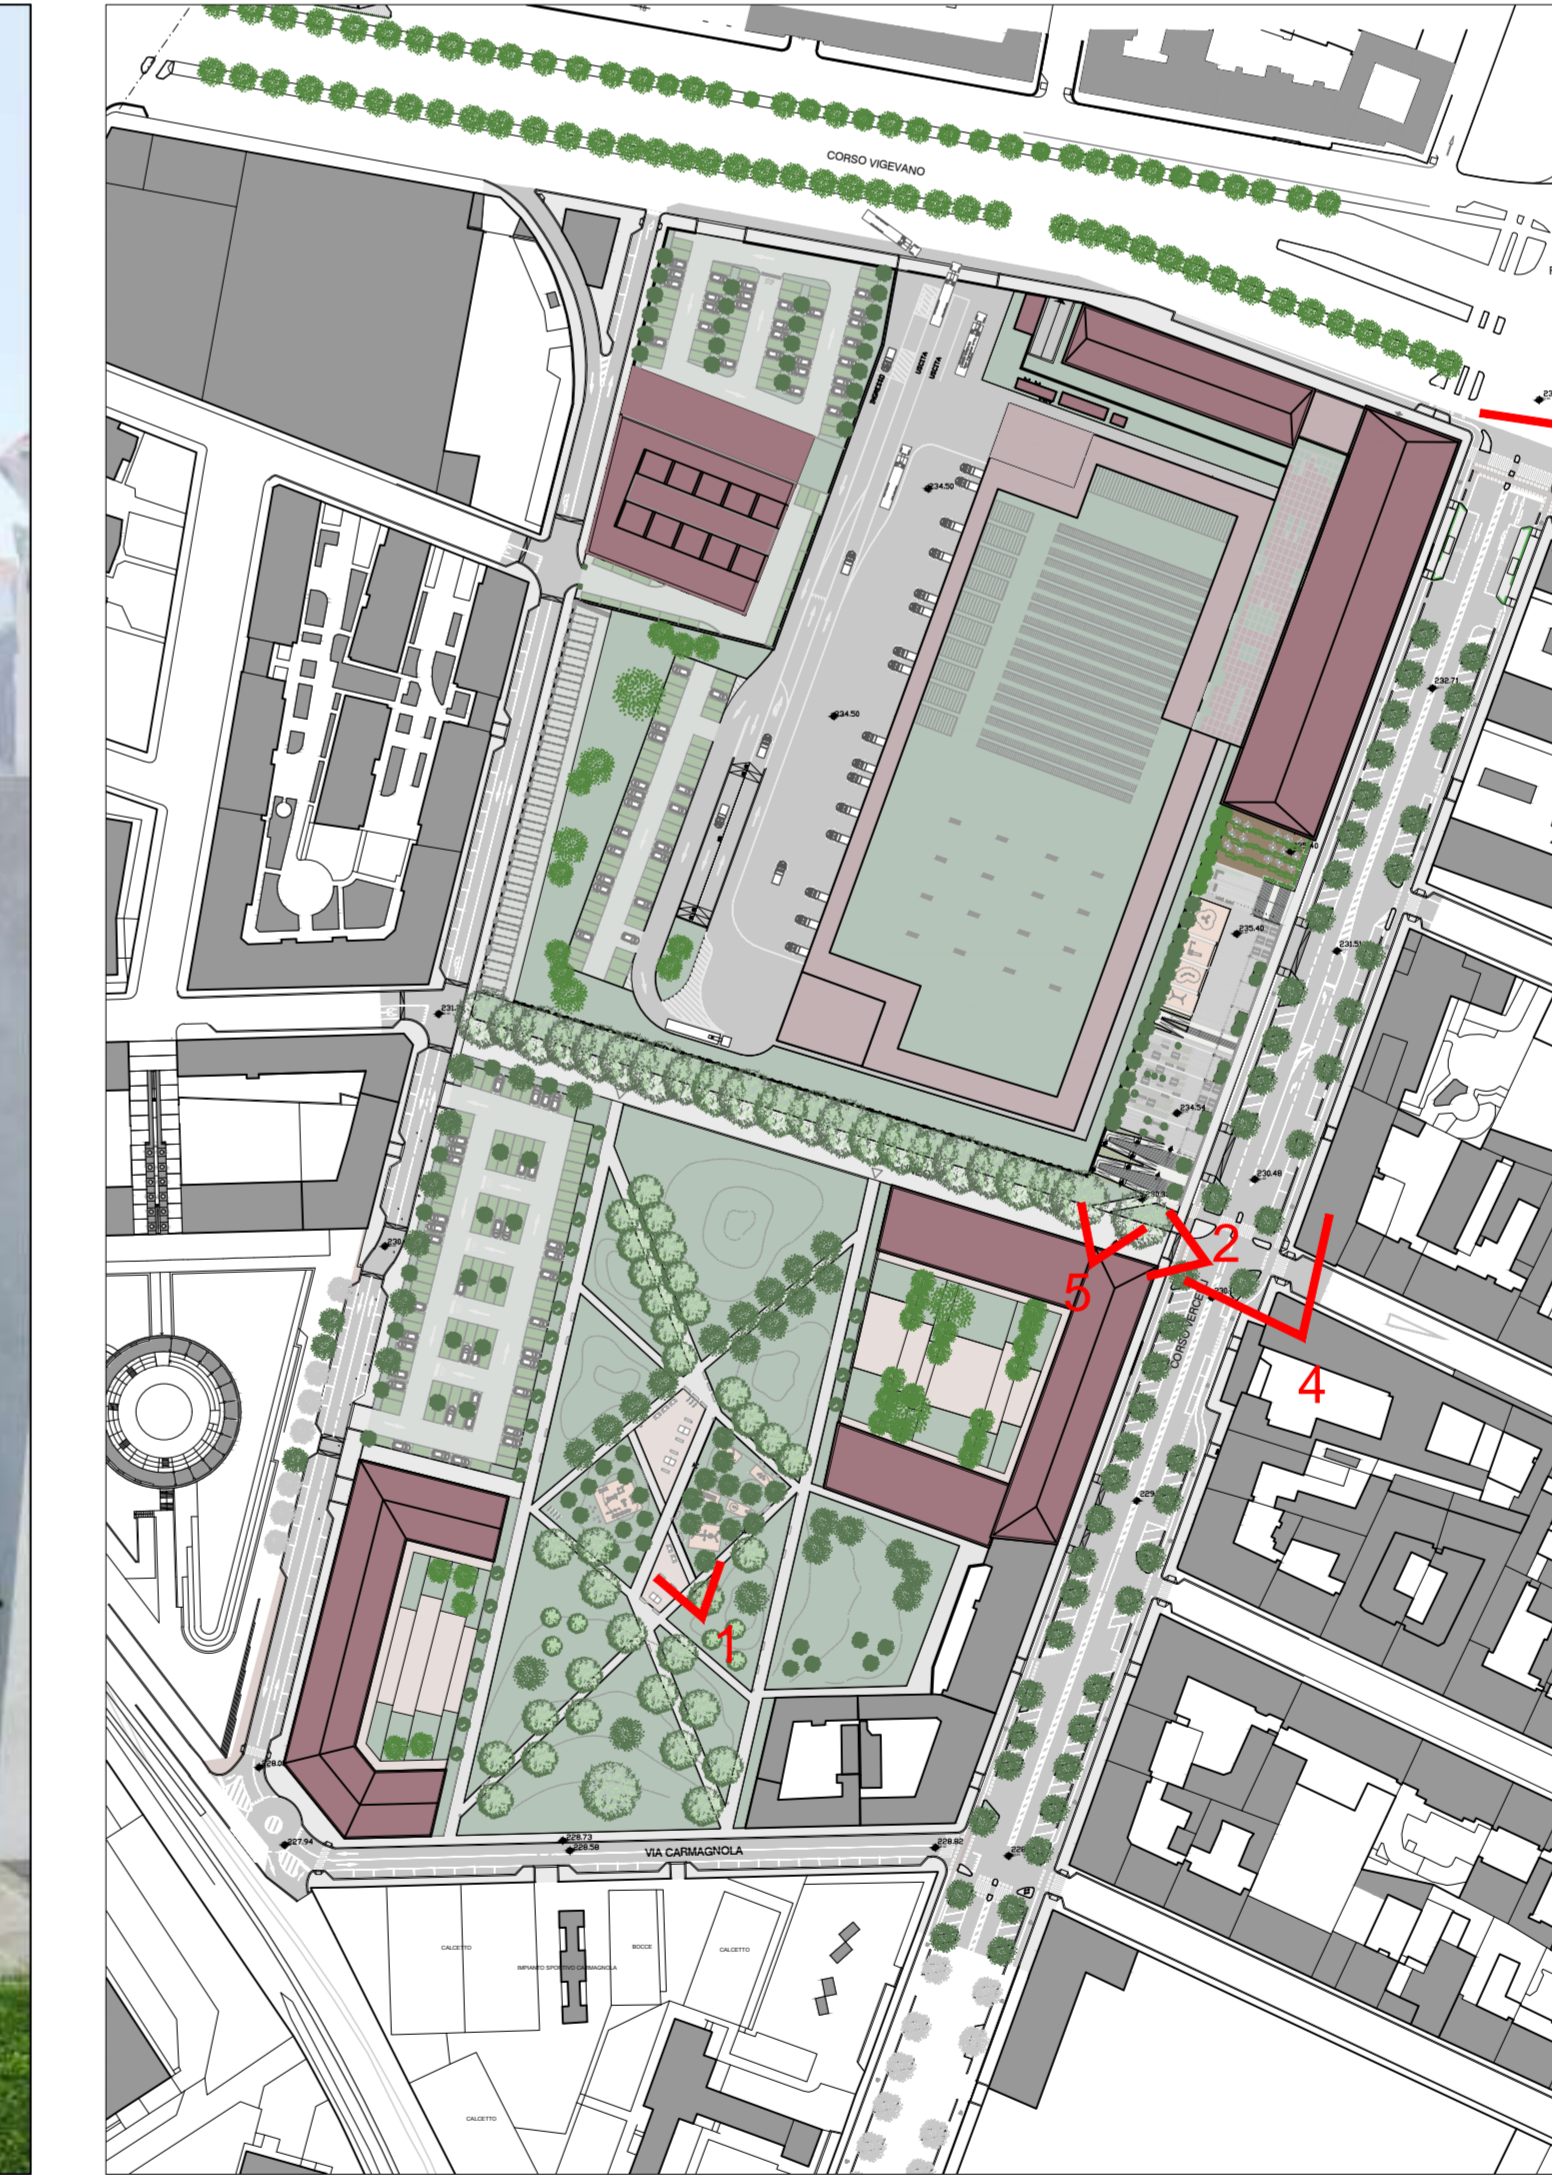 CORSO VIGEVANO
INGRESSO
USCITA
USCITA
234.50
232.71
234.50
235.40
231.51
234.54
230.48
2
5
CORSO VERCE
4
229
1
227.94
228.73
228.58
VIA CARMAGNOLA
228.82
CALCETTO
BOCCE
CALCETTO
IMPIANTO SPORTIVO CARMAGNOLA
CALCETTO